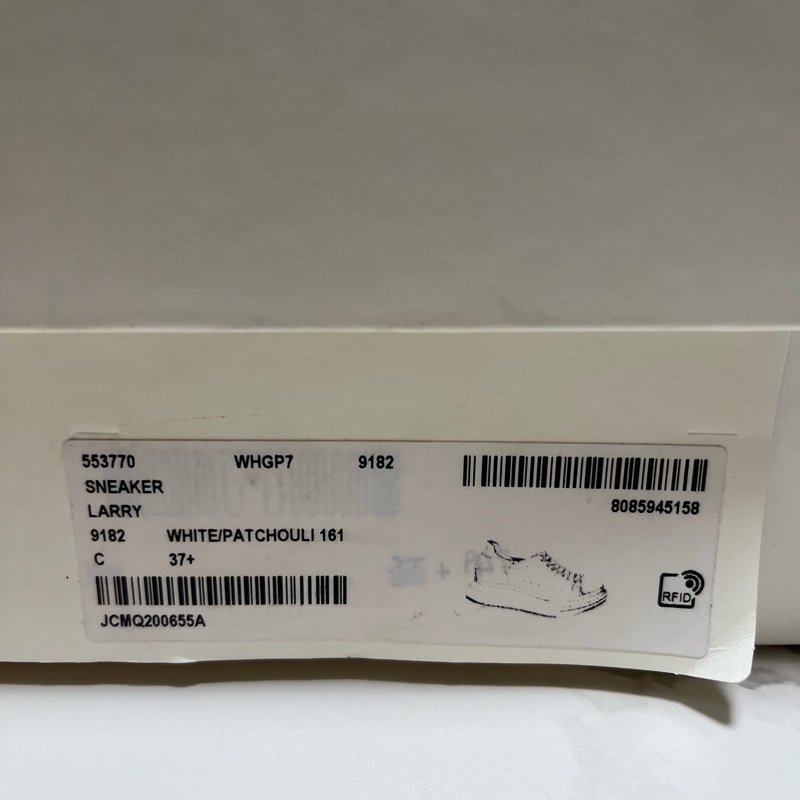 553770 WHGP7 9182
SNEAKER
LARRY
9182 WHITE/PATCHOULI 161
C 37+
JCMQ200655A
8085945158
RFID